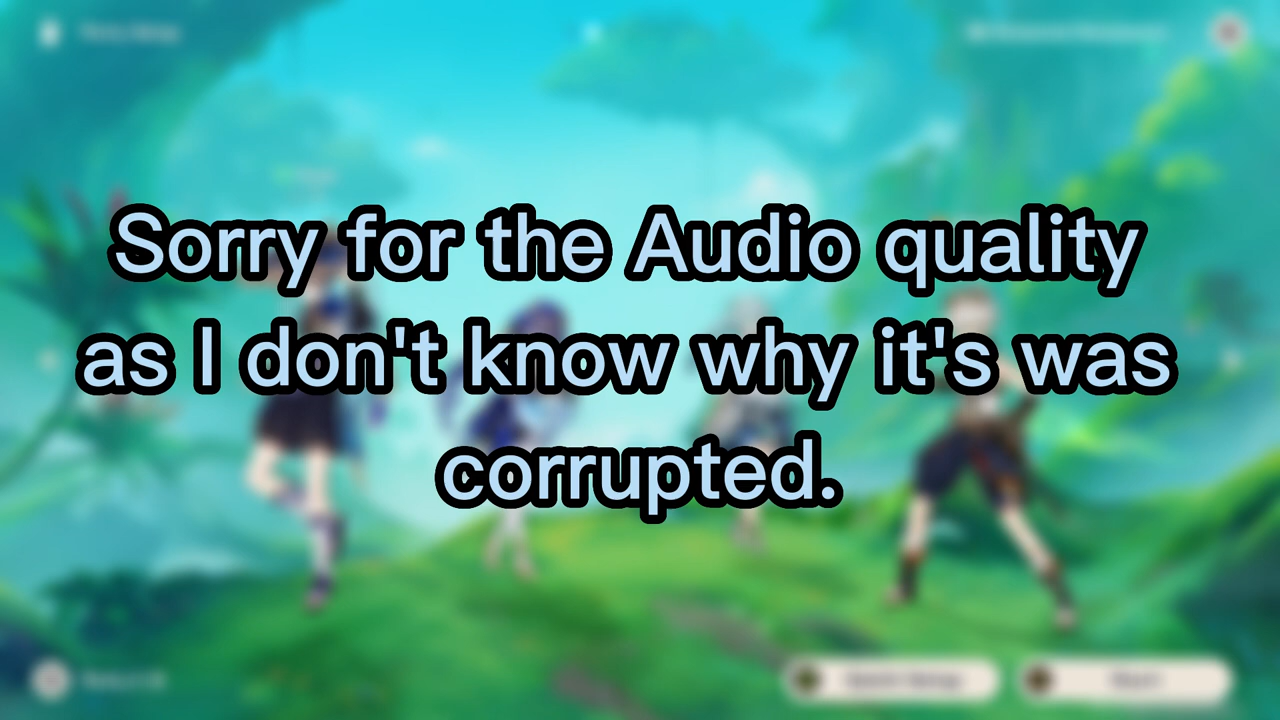 Sorry for the Audio quality
as I don't know why it's was
corrupted.